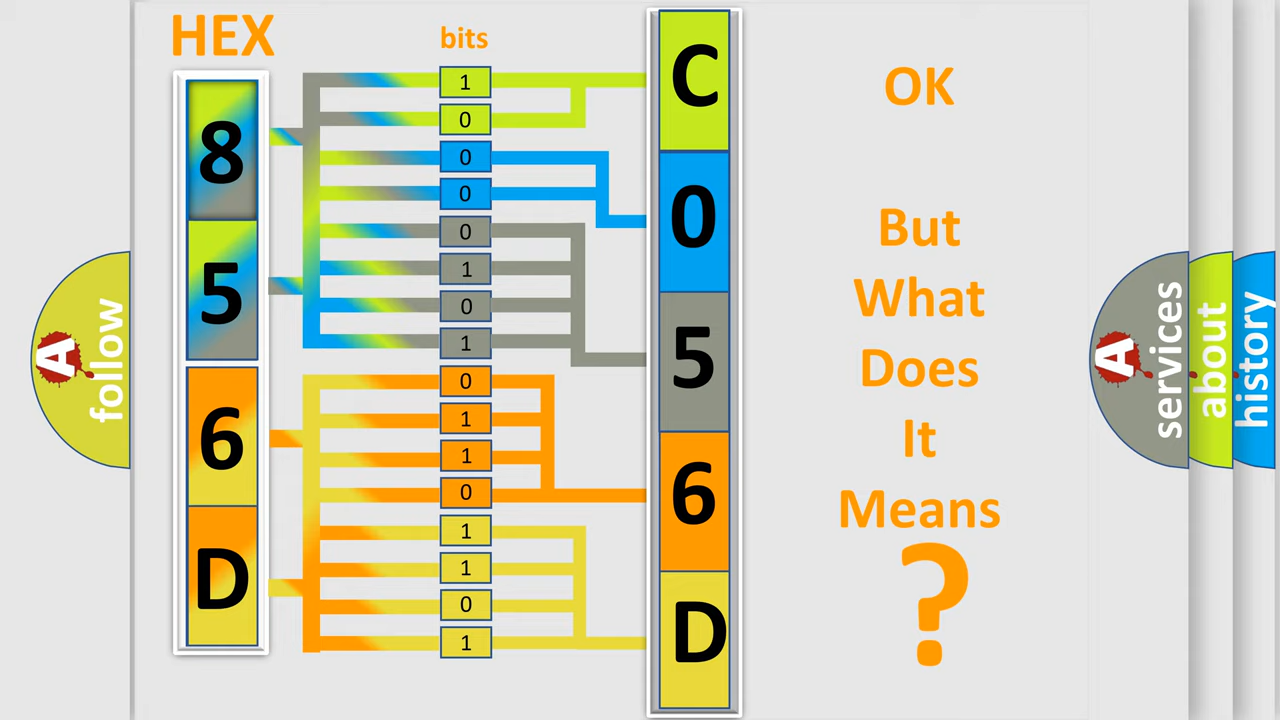 HEX
bits
8
5
6
D
1
0
0
0
0
1
0
1
0
1
1
0
1
1
0
1
C
0
5
6
D
OK
But
What
Does
It
Means
?
A
follow
A
services
about
history